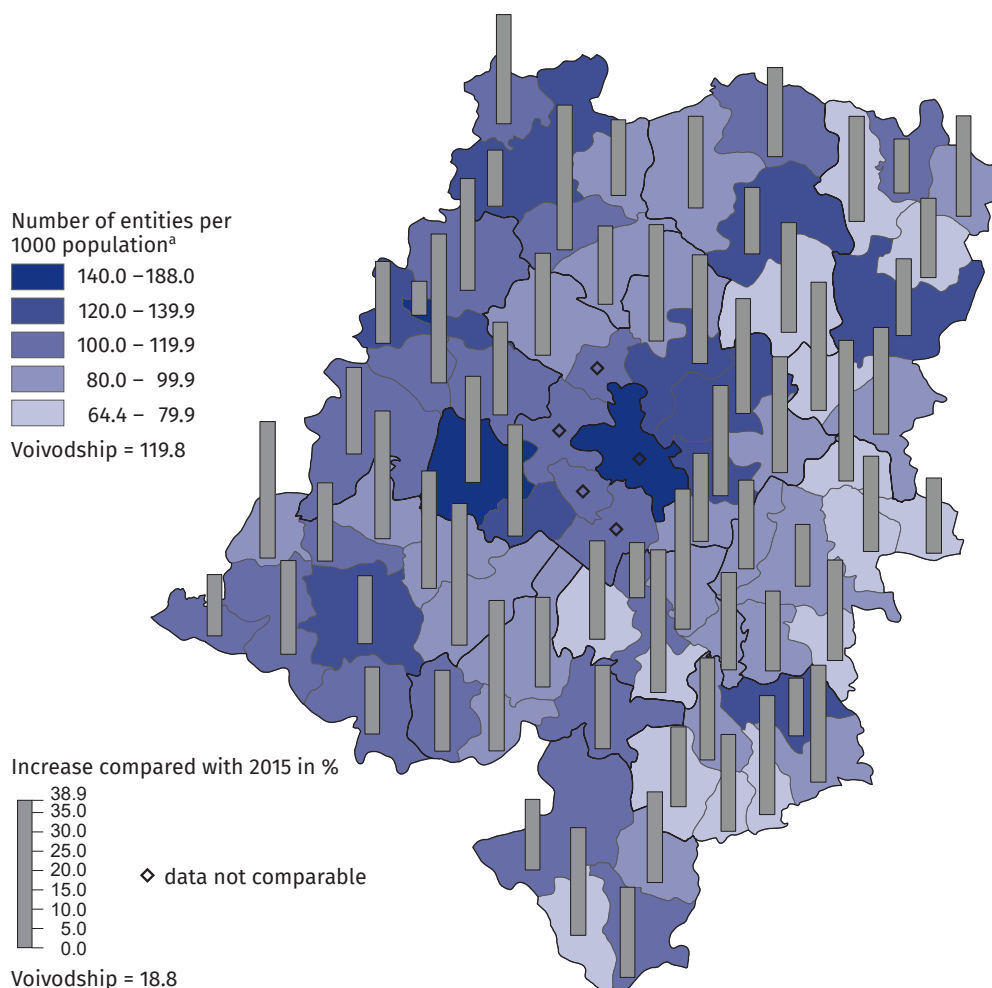 Number of entities per
1000 population^a
140.0 – 188.0
120.0 – 139.9
100.0 – 119.9
80.0 – 99.9
64.4 – 79.9
Voivodship = 119.8
Increase compared with 2015 in %
38.9
35.0
30.0
25.0
20.0
15.0
10.0
5.0
0.0
data not comparable
Voivodship = 18.8